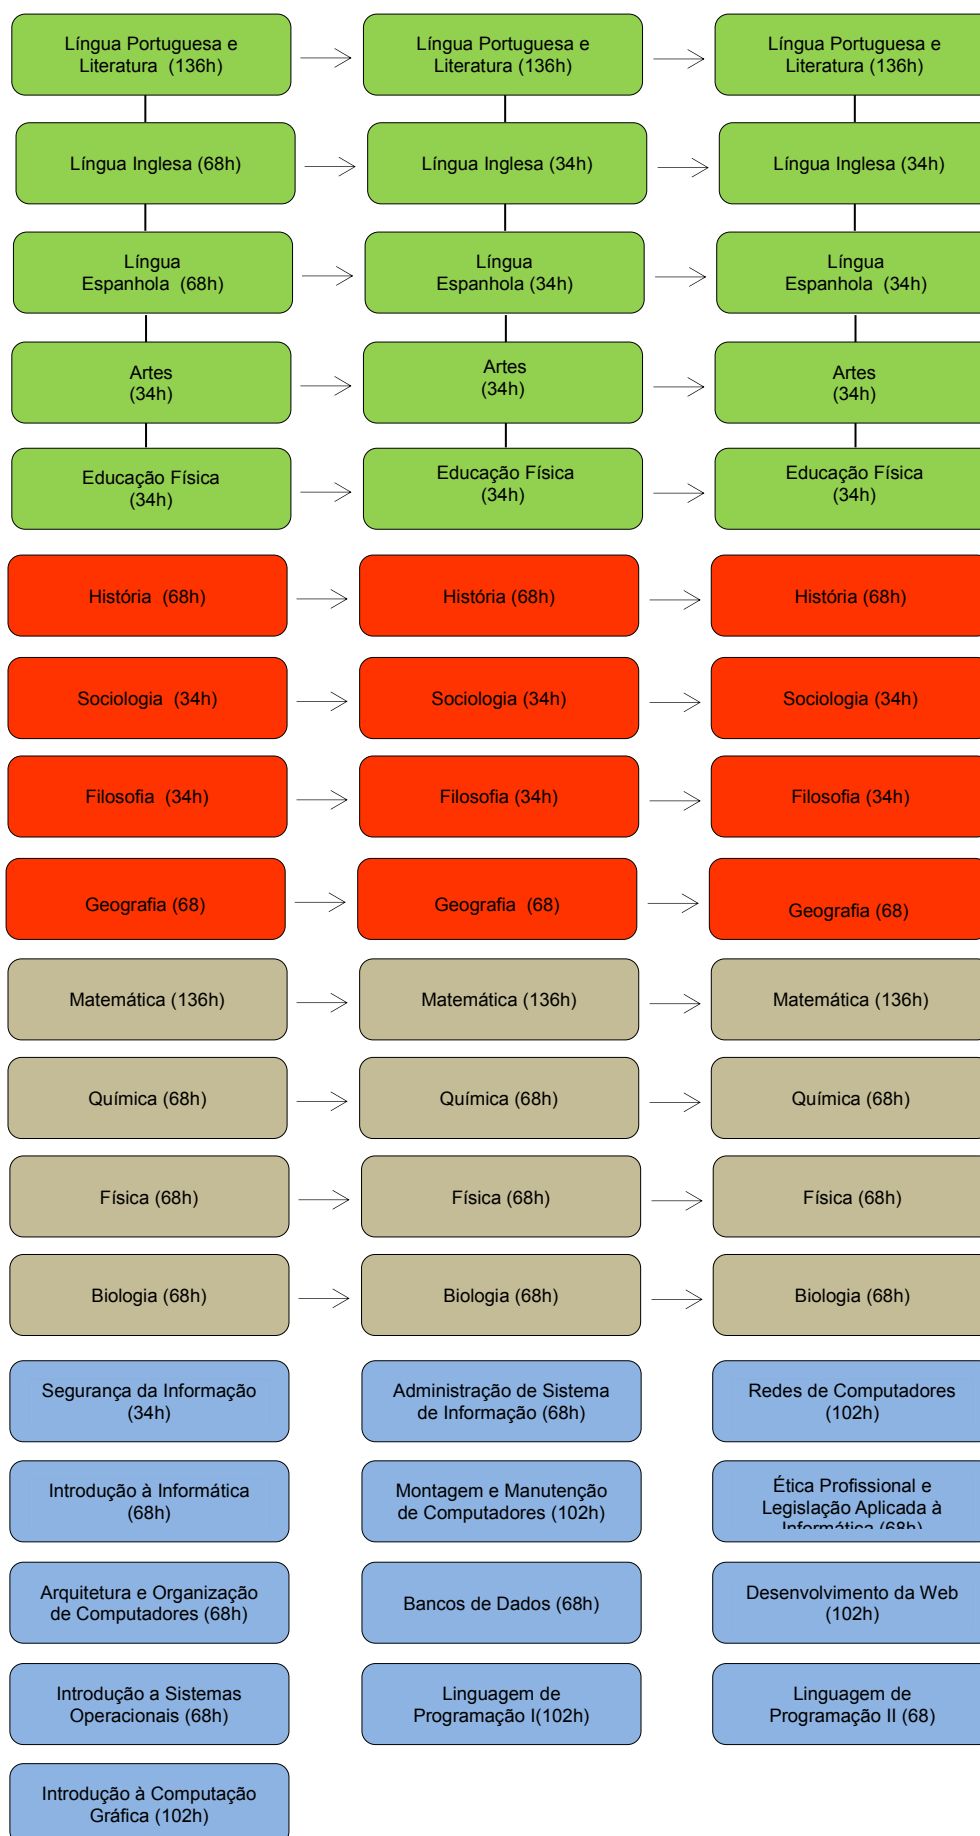 Língua Portuguesa e
Literatura (136h)
Língua Portuguesa e
Literatura (136h)
Língua Portuguesa e
Literatura (136h)
Língua Inglesa (68h)
Língua Inglesa (34h)
Língua Inglesa (34h)
Língua
Espanhola (68h)
Língua
Espanhola (34h)
Língua
Espanhola (34h)
Artes
(34h)
Artes
(34h)
Artes
(34h)
Educação Física
(34h)
Educação Física
(34h)
Educação Física
(34h)
História (68h)
História (68h)
História (68h)
Sociologia (34h)
Sociologia (34h)
Sociologia (34h)
Filosofia (34h)
Filosofia (34h)
Filosofia (34h)
Geografia (68)
Geografia (68)
Geografia (68)
Matemática (136h)
Matemática (136h)
Matemática (136h)
Química (68h)
Química (68h)
Química (68h)
Física (68h)
Física (68h)
Física (68h)
Biologia (68h)
Biologia (68h)
Biologia (68h)
Segurança da Informação
(34h)
Administração de Sistema
de Informação (68h)
Redes de Computadores
(102h)
Introdução à Informática
(68h)
Montagem e Manutenção
de Computadores (102h)
Ética Profissional e
Legislação Aplicada à
Informática (68h)
Arquitetura e Organização
de Computadores (68h)
Bancos de Dados (68h)
Desenvolvimento da Web
(102h)
Introdução a Sistemas
Operacionais (68h)
Linguagem de
Programação I(102h)
Linguagem de
Programação II (68)
Introdução à Computação
Gráfica (102h)